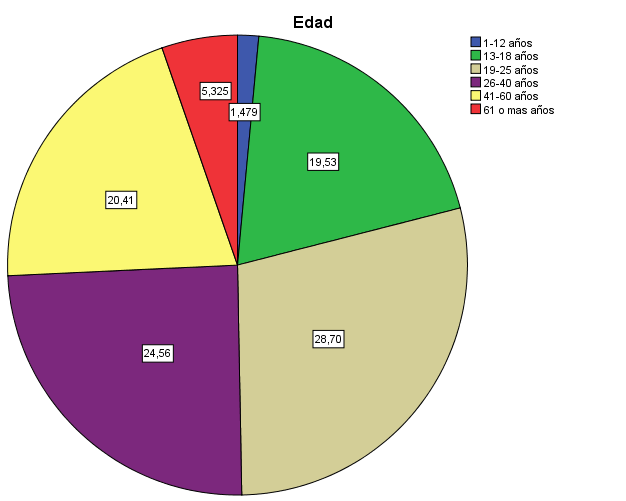 Edad
1-12 años
13-18 años
19-25 años
26-40 años
41-60 años
61 o mas años
5,325
1,479
19,53
20,41
28,70
24,56